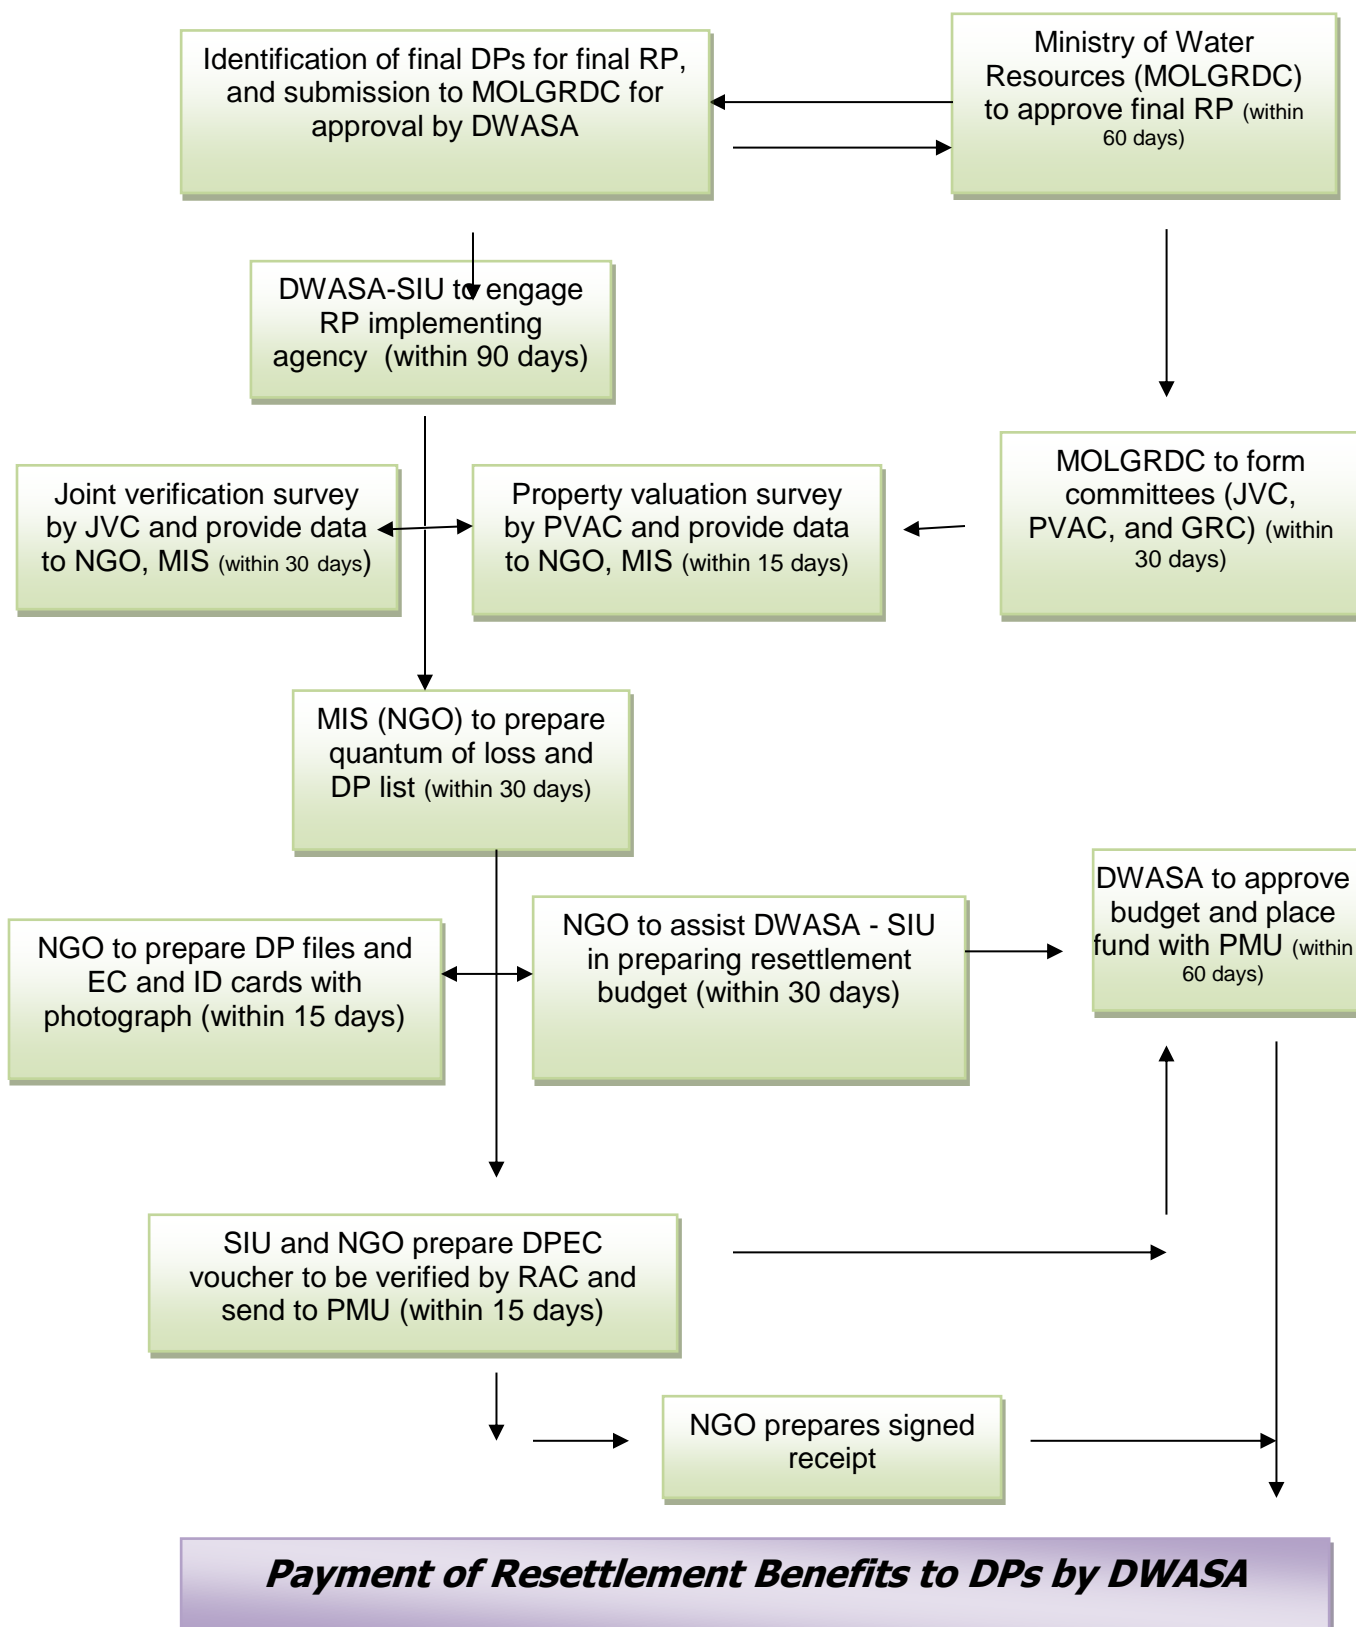 Identification of final DPs for final RP,
and submission to MOLGRDC for
approval by DWASA
Ministry of Water
Resources (MOLGRDC)
to approve final RP (within
60 days)
DWASA-SIU to engage
RP implementing
agency (within 90 days)
Joint verification survey
by JVC and provide data
to NGO, MIS (within 30 days)
Property valuation survey
by PVAC and provide data
to NGO, MIS (within 15 days)
MOLGRDC to form
committees (JVC,
PVAC, and GRC) (within
30 days)
MIS (NGO) to prepare
quantum of loss and
DP list (within 30 days)
NGO to prepare DP files and
EC and ID cards with
photograph (within 15 days)
NGO to assist DWASA - SIU
in preparing resettlement
budget (within 30 days)
DWASA to approve
budget and place
fund with PMU (within
60 days)
SIU and NGO prepare DPEC
voucher to be verified by RAC and
send to PMU (within 15 days)
NGO prepares signed
receipt
Payment of Resettlement Benefits to DPs by DWASA